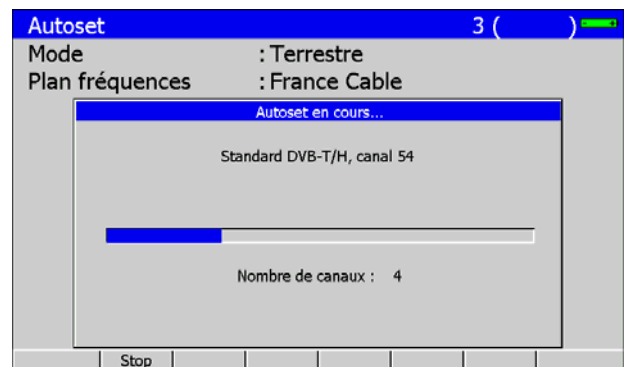 Autoset 3 ( )
Mode : Terrestre
Plan fréquences : France Cable
Autoset en cours...
Standard DVB-T/H, canal 54
Nombre de canaux : 4
Stop